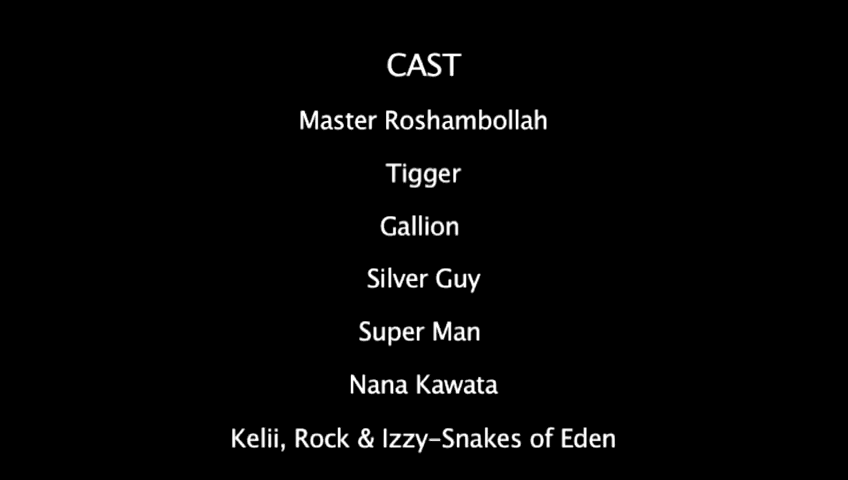 CAST
Master Roshambollah
Tigger
Gallion
Silver Guy
Super Man
Nana Kawata
Kelii, Rock & Izzy-Snakes of Eden